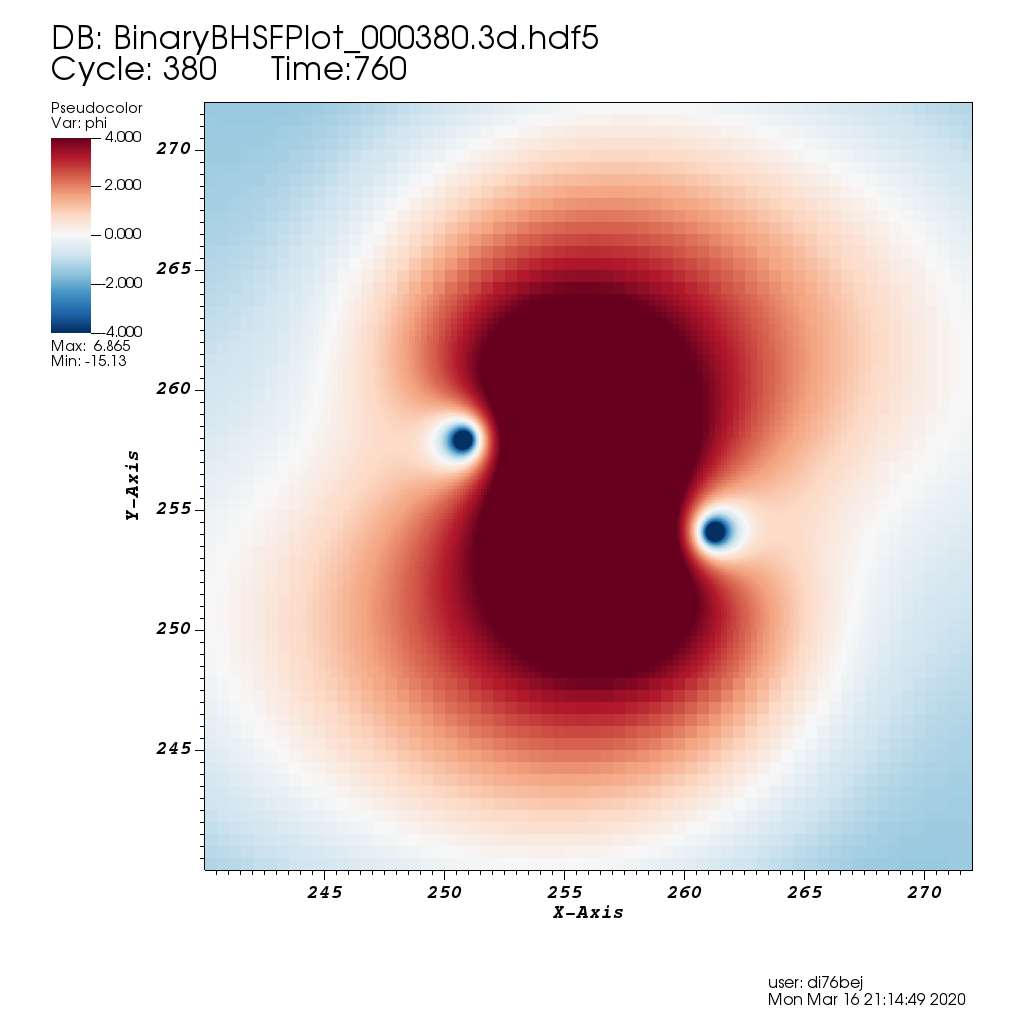 DB: BinaryBHSFPlot_000380.3d.hdf5
Cycle: 380 Time:760
Pseudocolor
Var: phi
4.000
2.000
0.000
-2.000
-4.000
Max: 6.865
Min: -15.13
270
265
260
255
250
245
Y-Axis
245 250 255 260 265 270
X-Axis
user: di76bej
Mon Mar 16 21:14:49 2020